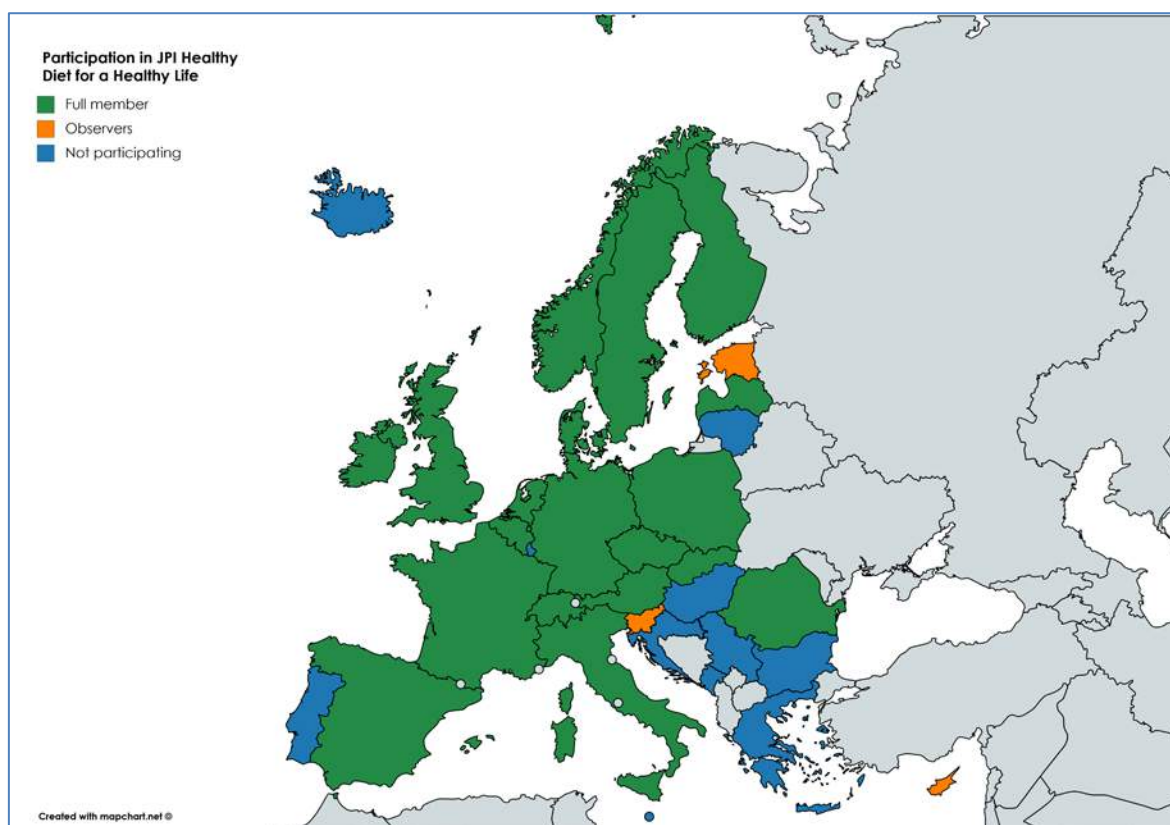 Participation in JPI Healthy
Diet for a Healthy Life
Full member
Observers
Not participating
Created with mapchart.net ©